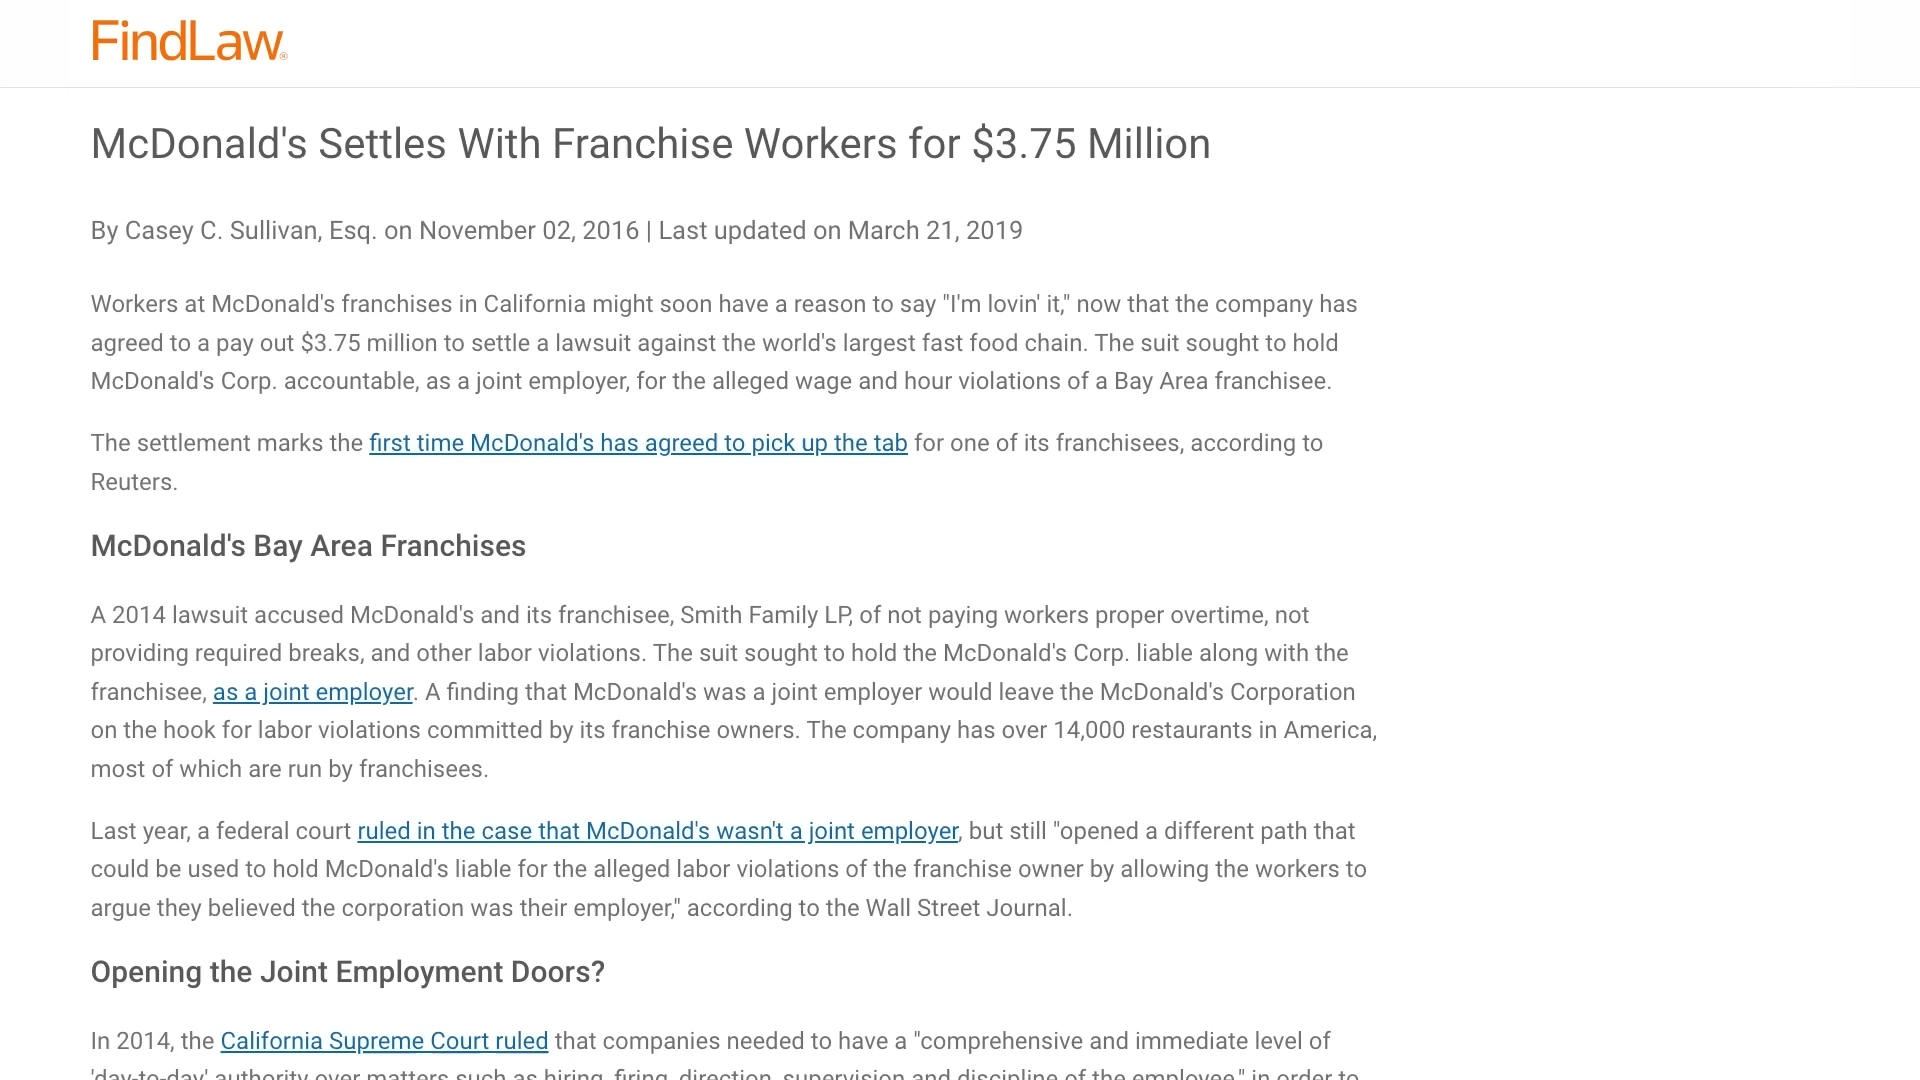 FindLaw®
McDonald's Settles With Franchise Workers for $3.75 Million
By Casey C. Sullivan, Esq. on November 02, 2016 | Last updated on March 21, 2019
Workers at McDonald's franchises in California might soon have a reason to say "I'm lovin' it," now that the company has
agreed to a pay out $3.75 million to settle a lawsuit against the world's largest fast food chain. The suit sought to hold
McDonald's Corp. accountable, as a joint employer, for the alleged wage and hour violations of a Bay Area franchisee.
The settlement marks the first time McDonald's has agreed to pick up the tab for one of its franchisees, according to
Reuters.
McDonald's Bay Area Franchises
A 2014 lawsuit accused McDonald's and its franchisee, Smith Family LP, of not paying workers proper overtime, not
providing required breaks, and other labor violations. The suit sought to hold the McDonald's Corp. liable along with the
franchisee, as a joint employer. A finding that McDonald's was a joint employer would leave the McDonald's Corporation
on the hook for labor violations committed by its franchise owners. The company has over 14,000 restaurants in America,
most of which are run by franchisees.
Last year, a federal court ruled in the case that McDonald's wasn't a joint employer, but still "opened a different path that
could be used to hold McDonald's liable for the alleged labor violations of the franchise owner by allowing the workers to
argue they believed the corporation was their employer," according to the Wall Street Journal.
Opening the Joint Employment Doors?
In 2014, the California Supreme Court ruled that companies needed to have a "comprehensive and immediate level of
'day-to-day' authority over matters such as hiring, firing, direction, supervision and discipline of the employee," in order to